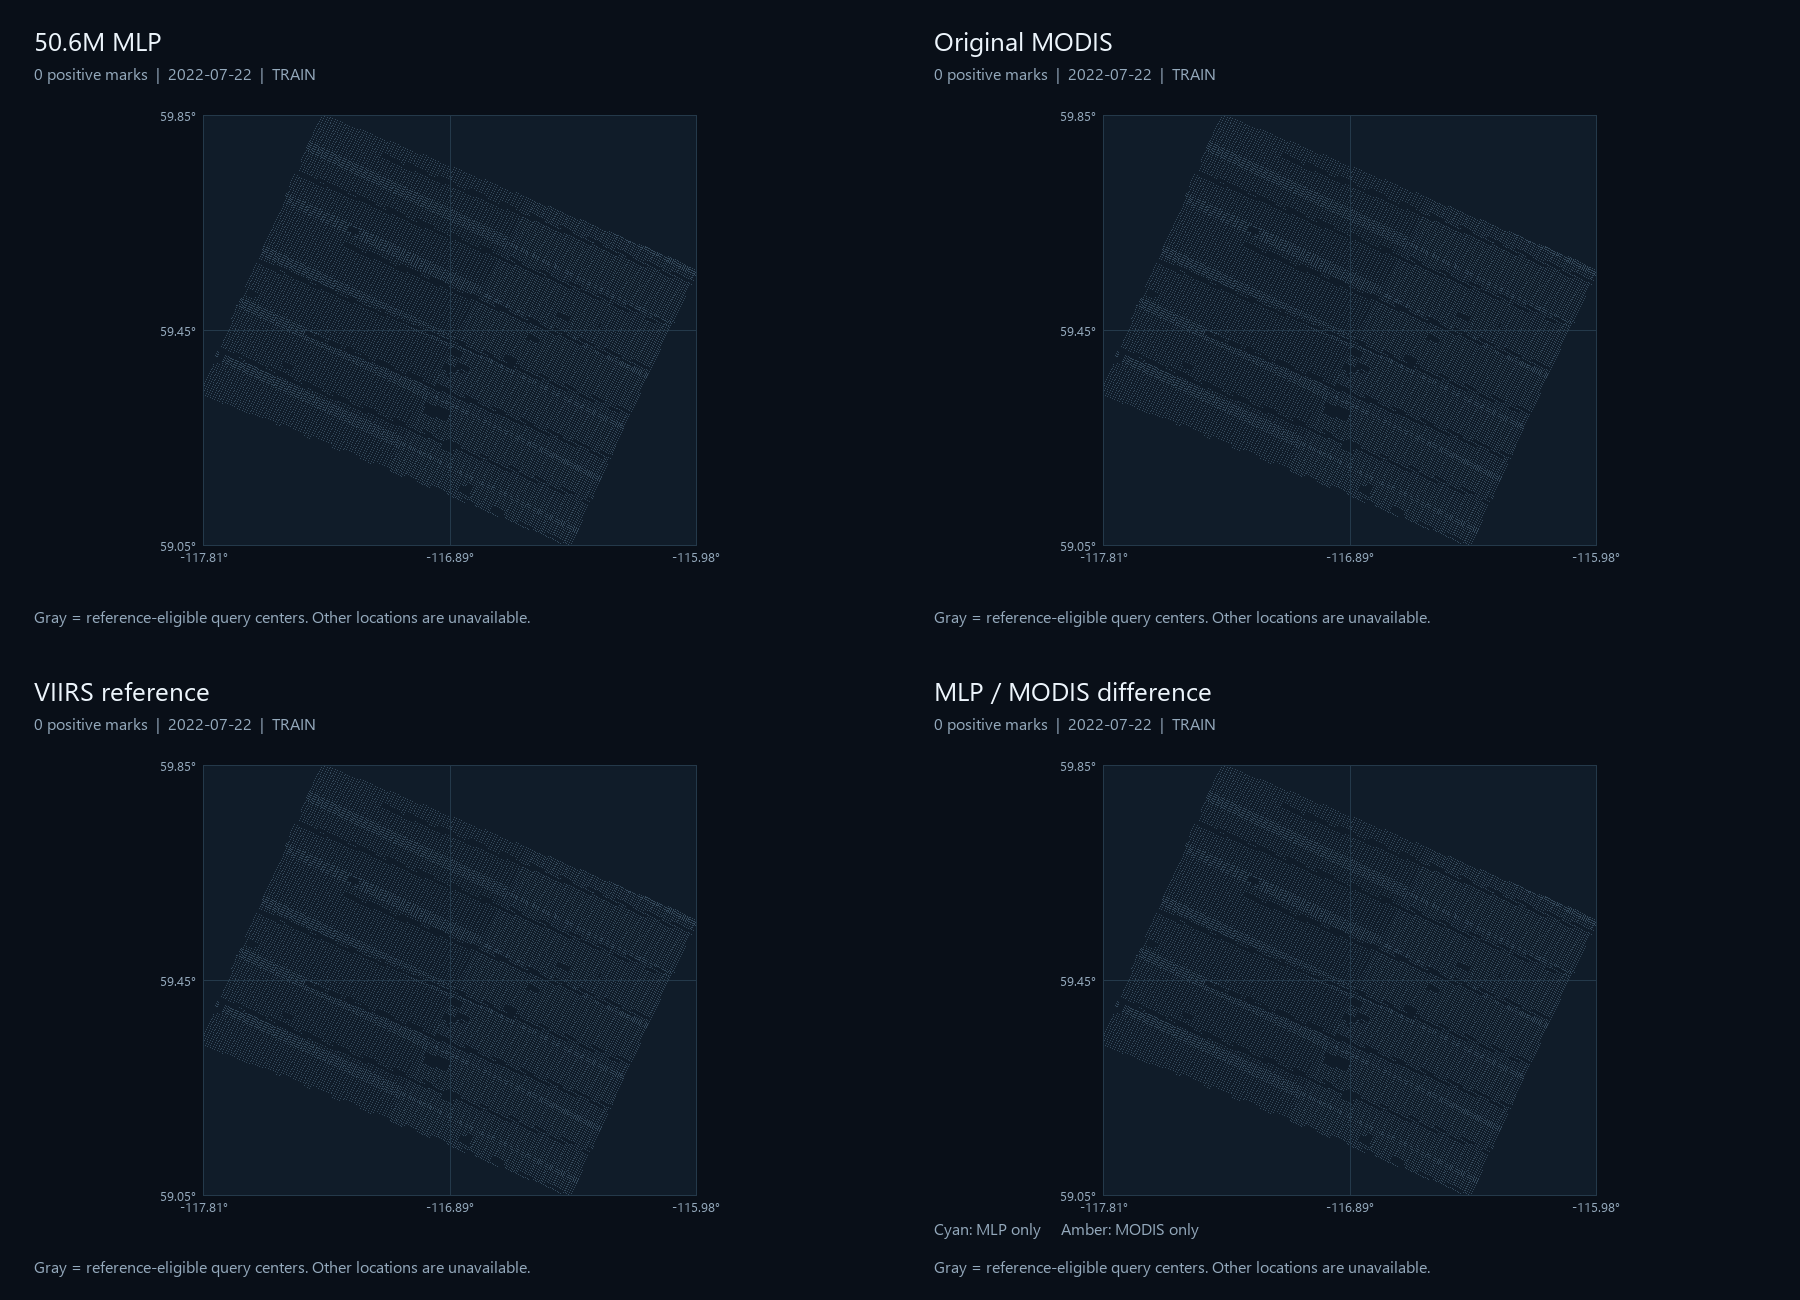 50.6M MLP
0 positive marks | 2022-07-22 | TRAIN
59.85°
59.45°
59.05°
-117.81°
-116.89°
-115.98°
Gray = reference-eligible query centers. Other locations are unavailable.
Original MODIS
0 positive marks | 2022-07-22 | TRAIN
59.85°
59.45°
59.05°
-117.81°
-116.89°
-115.98°
Gray = reference-eligible query centers. Other locations are unavailable.
VIIRS reference
0 positive marks | 2022-07-22 | TRAIN
59.85°
59.45°
59.05°
-117.81°
-116.89°
-115.98°
Gray = reference-eligible query centers. Other locations are unavailable.
MLP / MODIS difference
0 positive marks | 2022-07-22 | TRAIN
59.85°
59.45°
59.05°
-117.81°
-116.89°
-115.98°
Cyan: MLP only Amber: MODIS only
Gray = reference-eligible query centers. Other locations are unavailable.